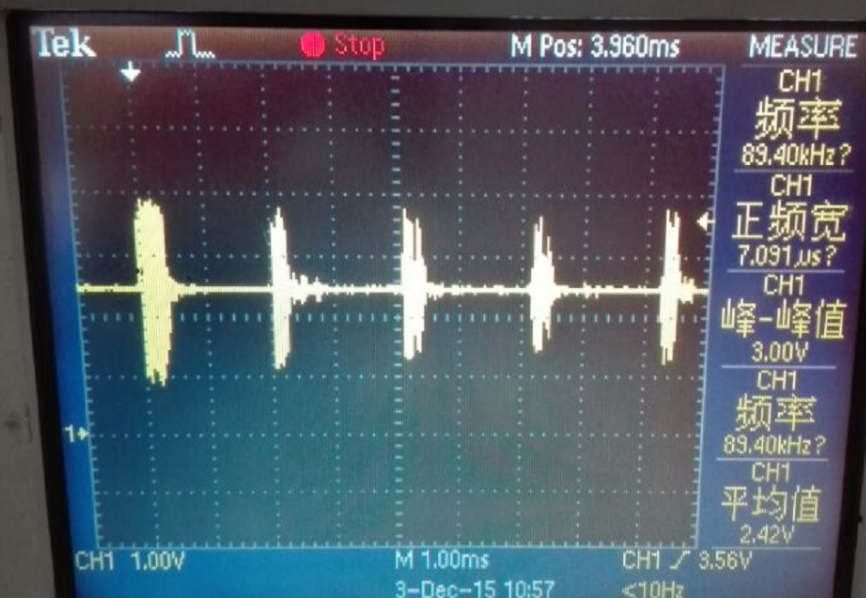 Tek Stop M Pos: 3.960ms MEASURE
CH1
频率
89.40kHz?
CH1
正频宽
7.091µs?
CH1
峰-峰值
3.00V
CH1
频率
89.40kHz?
CH1
平均值
2.42V
1
CH1 1.00V M 1.00ms CH1 3.56V
3-Dec-15 10:57 <10Hz